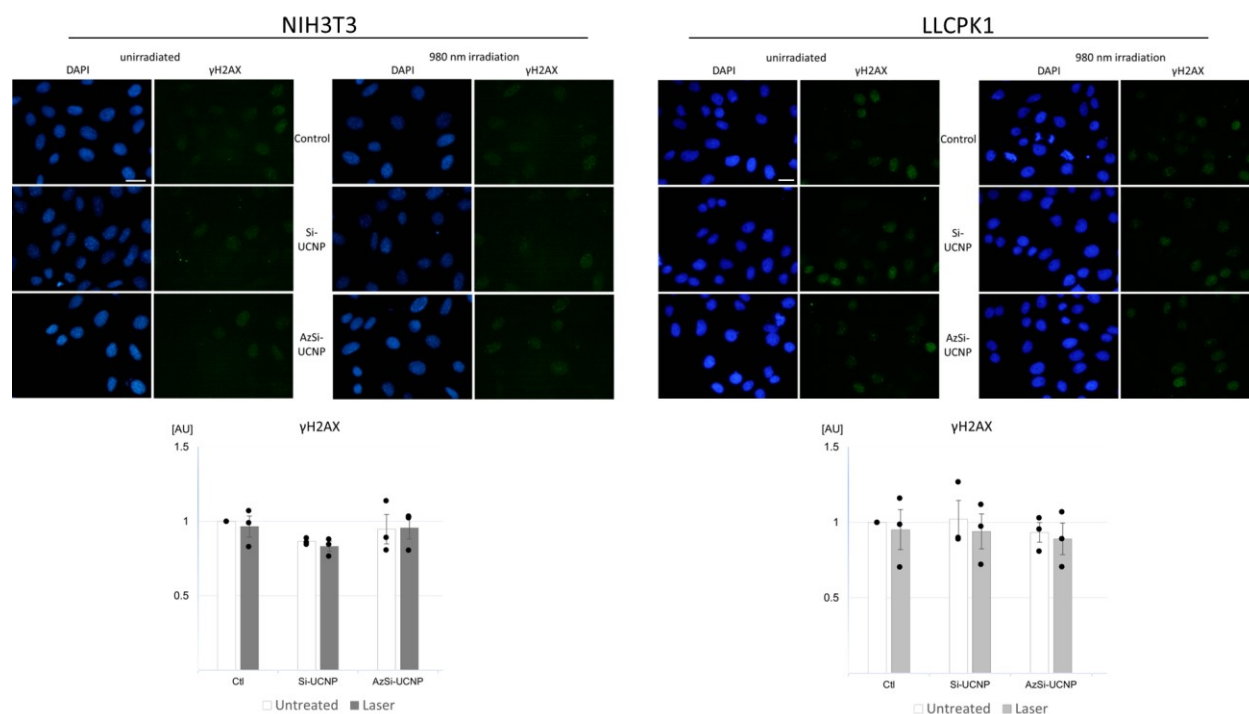 NIH3T3
unirradiated 980 nm irradiation
DAPI γH2AX DAPI γH2AX
Control
Si-
UCNP
AzSi-
UCNP
γH2AX
[AU]
1.5
1
0.5
Ctl Si-UCNP AzSi-UCNP
Untreated Laser
LLCPK1
unirradiated 980 nm irradiation
DAPI γH2AX DAPI γH2AX
Control
Si-
UCNP
AzSi-
UCNP
γH2AX
[AU]
1.5
1
0.5
Ctl Si-UCNP AzSi-UCNP
Untreated Laser